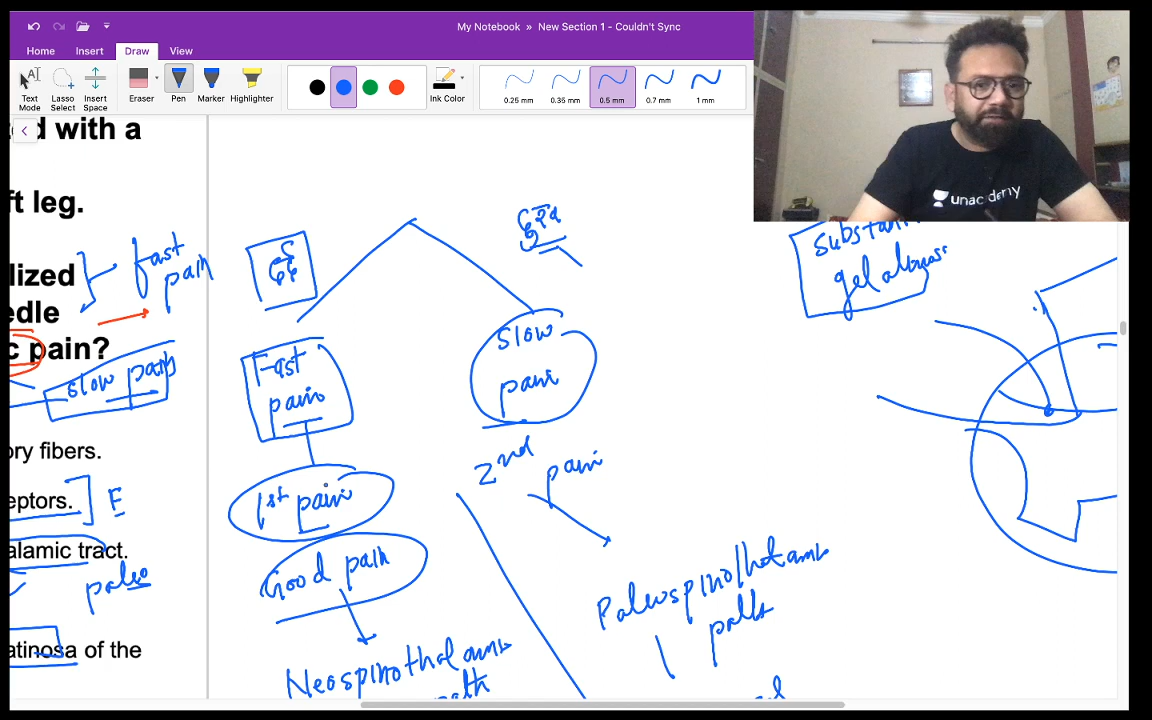 My Notebook » New Section 1 - Couldn't Sync
Home Insert Draw View
Text Mode
Lasso Select
Insert Space
Eraser
Pen
Marker
Highlighter
Ink Color
0.25 mm
0.35 mm
0.5 mm
0.7 mm
1 mm
unacademy
d with a
ft leg.
lized
edle
c pain?
ory fibers.
eptors.
alamic tract.
atinosa of the
fast
pain
slow pain
E
paleo
Fast
pain
1st pain
Good pain
Slow
pain
2nd pain
Neospinothalamic
Paleospinothalamic
path